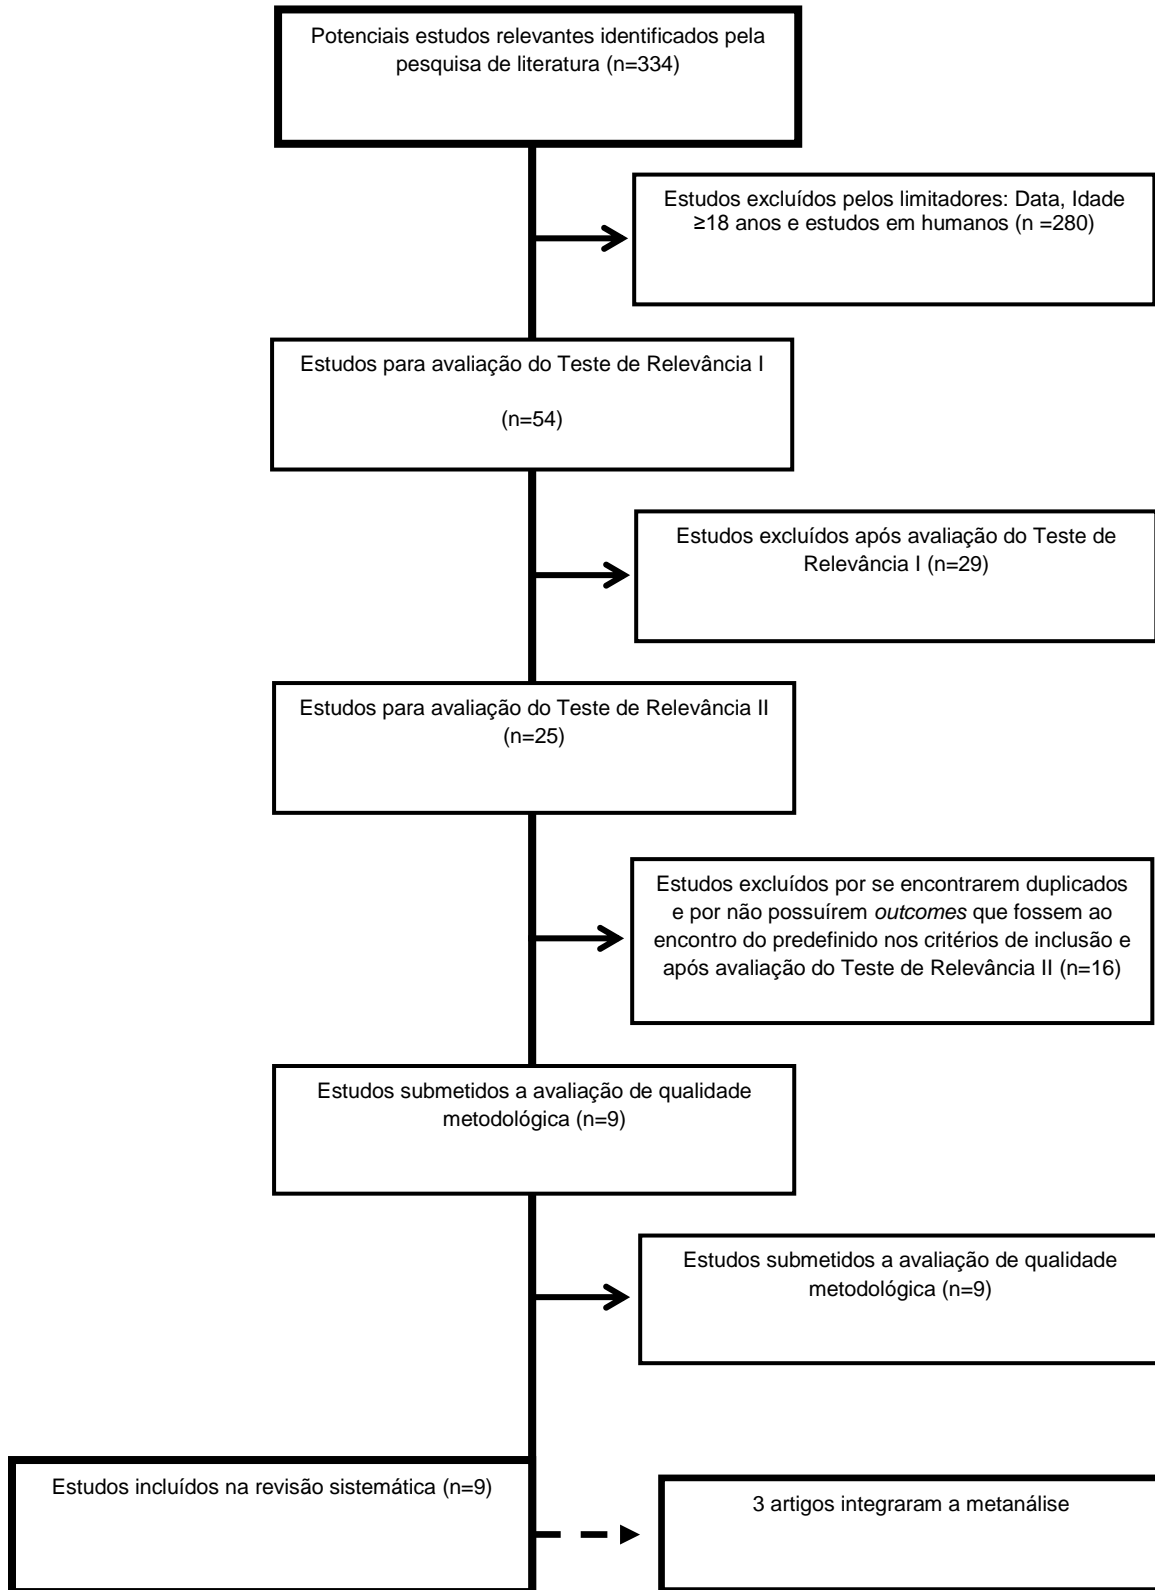 Potenciais estudos relevantes identificados pela
pesquisa de literatura (n=334)
Estudos excluídos pelos limitadores: Data, Idade
≥18 anos e estudos em humanos (n =280)
Estudos para avaliação do Teste de Relevância I
(n=54)
Estudos excluídos após avaliação do Teste de
Relevância I (n=29)
Estudos para avaliação do Teste de Relevância II
(n=25)
Estudos excluídos por se encontrarem duplicados
e por não possuírem outcomes que fossem ao
encontro do predefinido nos critérios de inclusão e
após avaliação do Teste de Relevância II (n=16)
Estudos submetidos a avaliação de qualidade
metodológica (n=9)
Estudos submetidos a avaliação de qualidade
metodológica (n=9)
Estudos incluídos na revisão sistemática (n=9)
3 artigos integraram a metanálise